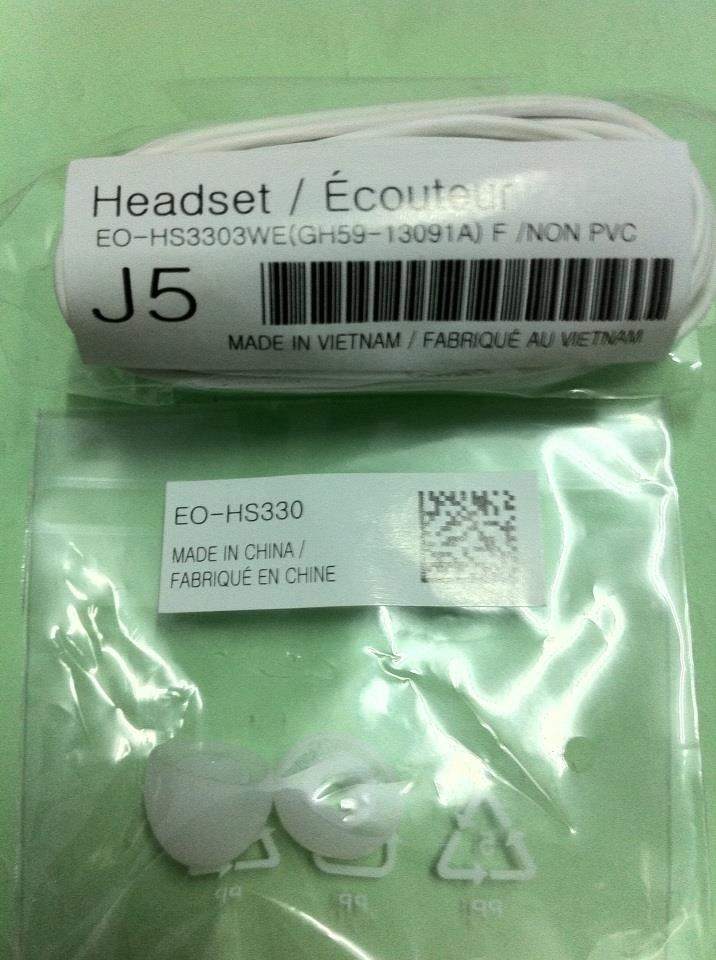 Headset / Écouteur
EO-HS3303WE(GH59-13091A) F /NON PVC
J5
MADE IN VIETNAM / FABRIQUÉ AU VIETNAM
EO-HS330
MADE IN CHINA /
FABRIQUÉ EN CHINE